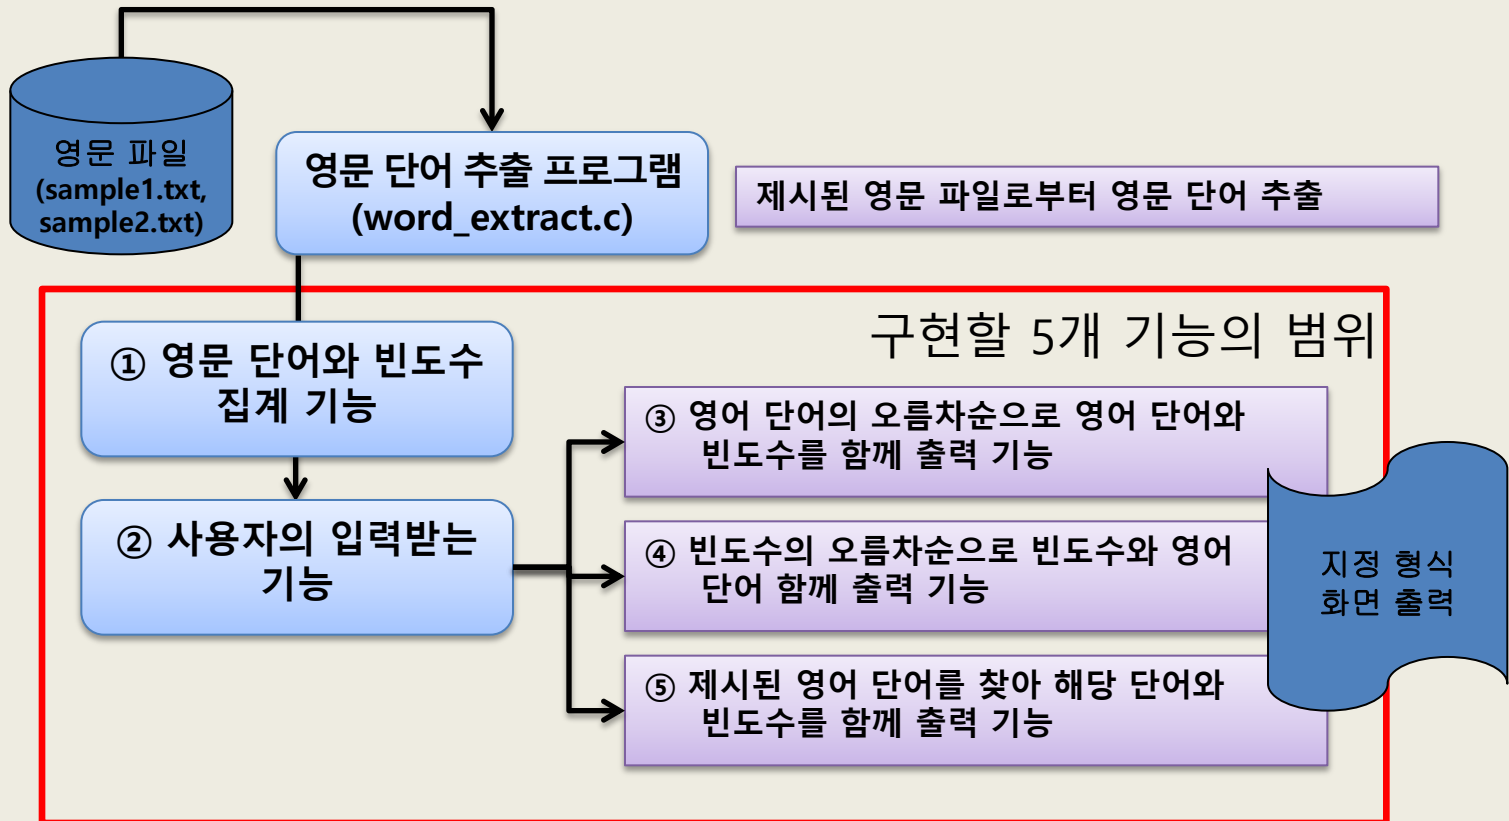 영문 파일
(sample1.txt,
sample2.txt)
영문 단어 추출 프로그램
(word_extract.c)
제시된 영문 파일로부터 영문 단어 추출
구현할 5개 기능의 범위
① 영문 단어와 빈도수
집계 기능
② 사용자의 입력받는
기능
③ 영어 단어의 오름차순으로 영어 단어와
빈도수를 함께 출력 기능
④ 빈도수의 오름차순으로 빈도수와 영어
단어 함께 출력 기능
⑤ 제시된 영어 단어를 찾아 해당 단어와
빈도수를 함께 출력 기능
지정 형식
화면 출력